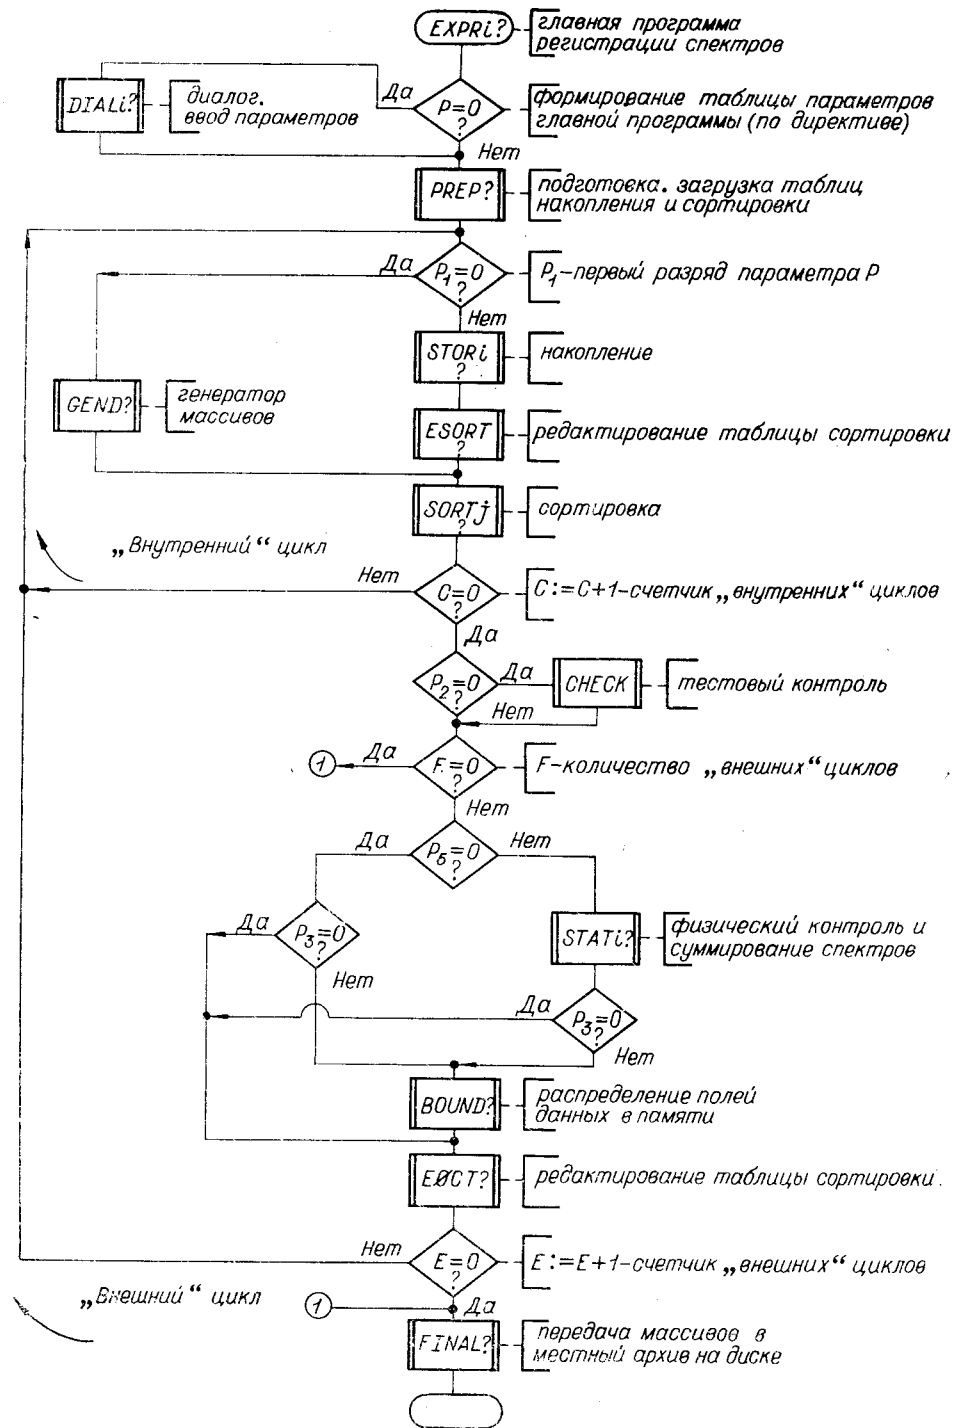 EXPRi?
главная программа
регистрации спектров
DIALi?
диалог.
ввод параметров
Да
P=0
?
формирование таблицы параметров
главной программы (по директиве)
Нет
PREP?
подготовка. загрузка таблиц
накопления и сортировки
Да
P1=0
?
P1-первый разряд параметра P
Нет
STORi
?
накопление
GEND?
генератор
массивов
ESORT
?
редактирование таблицы сортировки
SORTj
?
сортировка
„Внутренний“ цикл
Нет
C=0
?
C:=C+1-счетчик „внутренних“ циклов
Да
P2=0
?
Да
CHECK
тестовый контроль
Нет
1
Да
F=0
?
F-количество „внешних“ циклов
Нет
Да
P5=0
?
Нет
Да
P3=0
?
STATi?
физический контроль и
суммирование спектров
Нет
Да
P3=0
?
Нет
BOUND?
распределение полей
данных в памяти
EØCT?
редактирование таблицы сортировки.
Нет
E=0
?
E:=E+1-счетчик „внешних“ циклов
„Внешний“ цикл
1
Да
FINAL?
передача массивов в
местный архив на диске